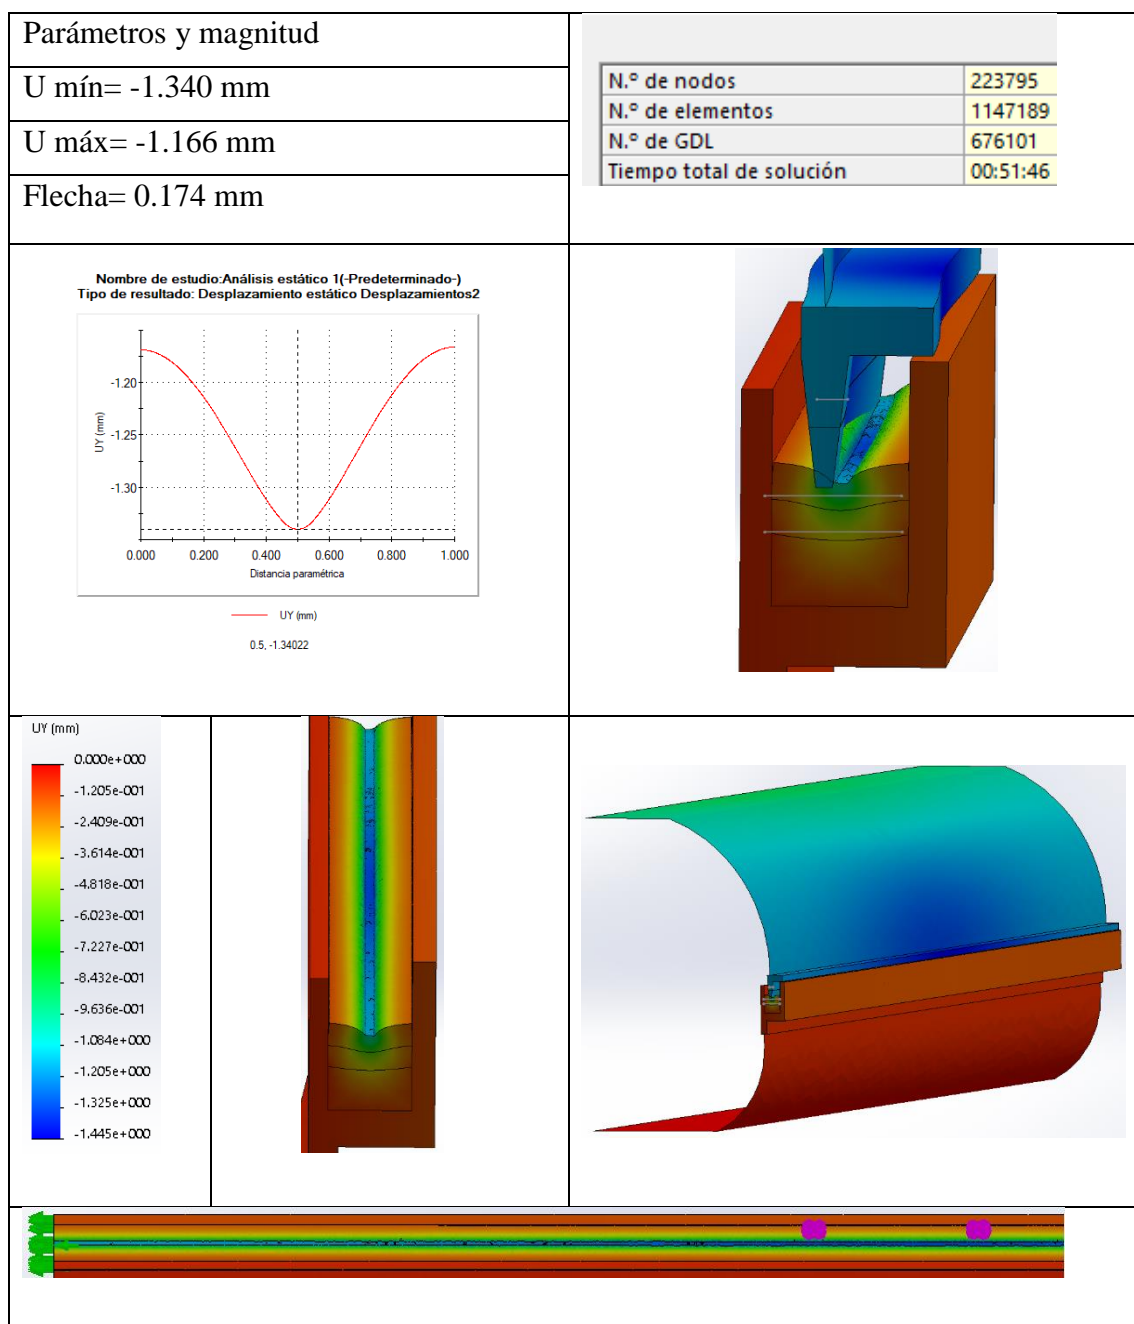 Parámetros y magnitud
U mín= -1.340 mm
U máx= -1.166 mm
Flecha= 0.174 mm
N.º de nodos 223795
N.º de elementos 1147189
N.º de GDL 676101
Tiempo total de solución 00:51:46
Nombre de estudio:Análisis estático 1(-Predeterminado-)
Tipo de resultado: Desplazamiento estático Desplazamientos2
-1.20
-1.25
-1.30
UY (mm)
0.000 0.200 0.400 0.600 0.800 1.000
Distancia paramétrica
UY (mm)
0.5, -1.34022
UY (mm)
0.000e+000
-1.205e-001
-2.409e-001
-3.614e-001
-4.818e-001
-6.023e-001
-7.227e-001
-8.432e-001
-9.636e-001
-1.084e+000
-1.205e+000
-1.325e+000
-1.445e+000